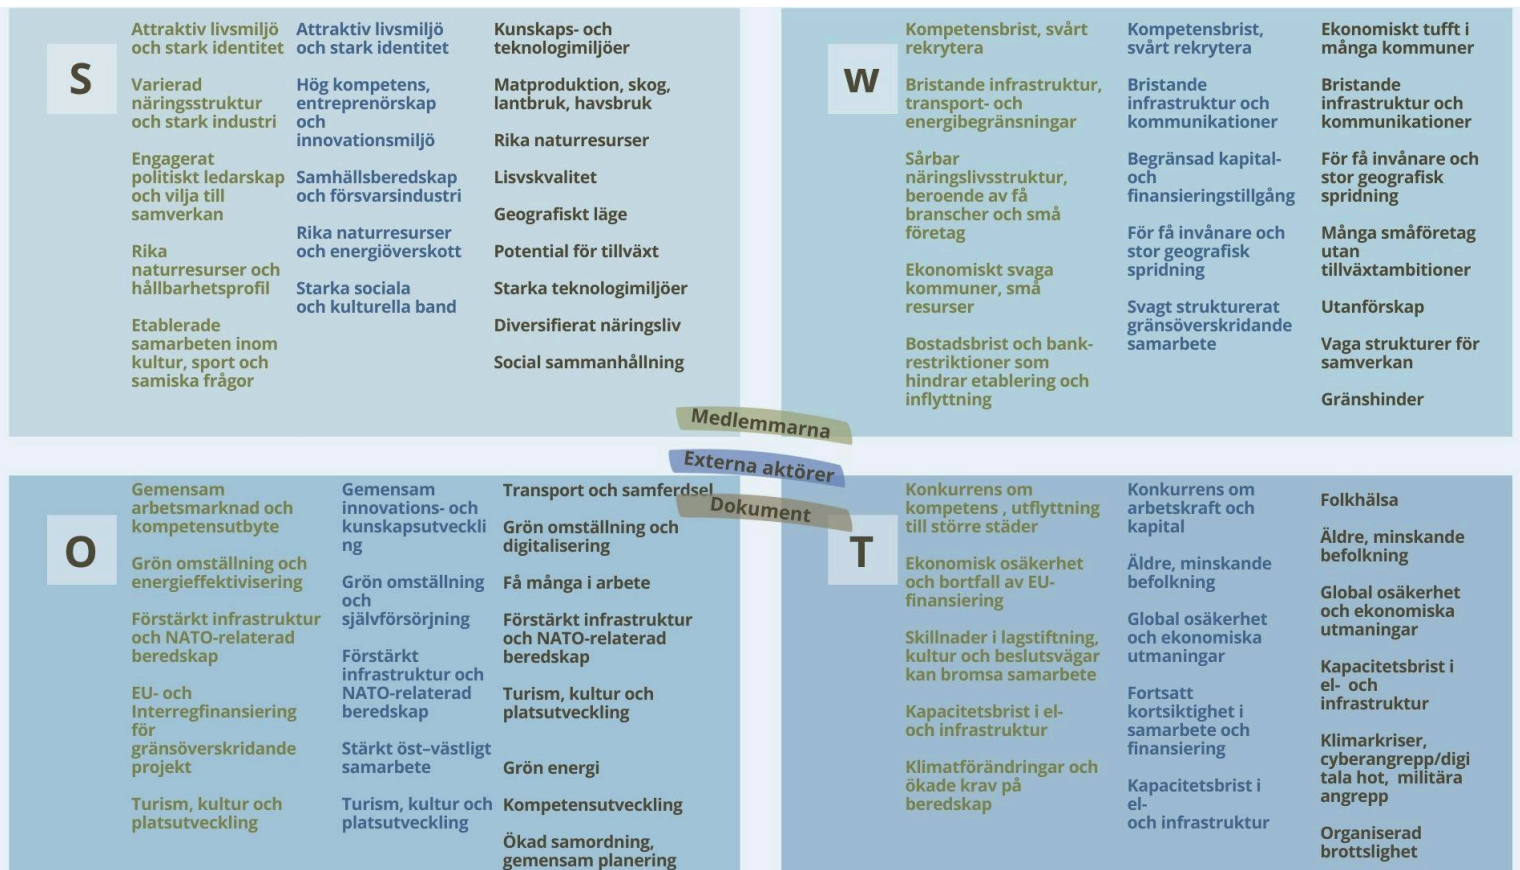 S
Attraktiv livsmiljö
och stark identitet
Varierad
näringsstruktur
och stark industri
Engagerat
politiskt ledarskap
och vilja till
samverkan
Rika
naturresurser och
hållbarhetsprofil
Etablerade
samarbeten inom
kultur, sport och
samiska frågor
Attraktiv livsmiljö
och stark identitet
Hög kompetens,
entreprenörskap
och
innovationsmiljö
Samhällsberedskap
och försvarsindustri
Rika naturresurser
och energiöverskott
Starka sociala
och kulturella band
Kunskaps- och
teknologimiljöer
Matproduktion, skog,
lantbruk, havsbruk
Rika naturresurser
Lisvskvalitet
Geografiskt läge
Potential för tillväxt
Starka teknologimiljöer
Diversifierat näringsliv
Social sammanhållning
W
Kompetensbrist, svårt
rekrytera
Bristande infrastruktur,
transport- och
energibegränsningar
Sårbar
näringslivsstruktur,
beroende av få
branscher och små
företag
Ekonomiskt svaga
kommuner, små
resurser
Bostadsbrist och bank-
restriktioner som
hindrar etablering och
inflyttning
Kompetensbrist,
svårt rekrytera
Bristande
infrastruktur och
kommunikationer
Begränsad kapital-
och
finansieringstillgång
För få invånare och
stor geografisk
spridning
Svagt strukturerat
gränsöverskridande
samarbete
Ekonomiskt tufft i
många kommuner
Bristande
infrastruktur och
kommunikationer
För få invånare och
stor geografisk
spridning
Många småföretag
utan
tillväxtambitioner
Utanförskap
Vaga strukturer för
samverkan
Gränshinder
Medlemmarna
Externa aktörer
Dokument
O
Gemensam
arbetsmarknad och
kompetensutbyte
Grön omställning och
energieffektivisering
Förstärkt infrastruktur
och NATO-relaterad
beredskap
EU- och
Interregfinansiering
för
gränsöverskridande
projekt
Turism, kultur och
platsutveckling
Gemensam
innovations- och
kunskapsutveckli
ng
Grön omställning
och
självförsörjning
Förstärkt
infrastruktur och
NATO-relaterad
beredskap
Stärkt öst–västligt
samarbete
Turism, kultur och
platsutveckling
Transport och samferdsel
Grön omställning och
digitalisering
Få många i arbete
Förstärkt infrastruktur
och NATO-relaterad
beredskap
Turism, kultur och
platsutveckling
Grön energi
Kompetensutveckling
Ökad samordning,
gemensam planering
T
Konkurrens om
kompetens , utflyttning
till större städer
Ekonomisk osäkerhet
och bortfall av EU-
finansiering
Skillnader i lagstiftning,
kultur och beslutsvägar
kan bromsa samarbete
Kapacitetsbrist i el-
och infrastruktur
Klimatförändringar och
ökade krav på
beredskap
Konkurrens om
arbetskraft och
kapital
Äldre, minskande
befolkning
Global osäkerhet
och ekonomiska
utmaningar
Fortsatt
kortsiktighet i
samarbete och
finansiering
Kapacitetsbrist i
el-
och infrastruktur
Folkhälsa
Äldre, minskande
befolkning
Global osäkerhet
och ekonomiska
utmaningar
Kapacitetsbrist i
el- och
infrastruktur
Klimarkriser,
cyberangrepp/digi
tala hot, militära
angrepp
Organiserad
brottslighet